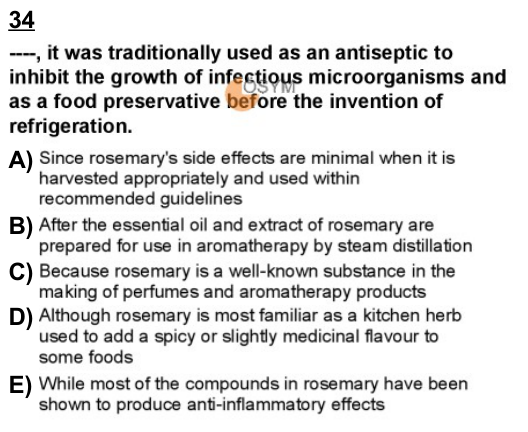 34
----, it was traditionally used as an antiseptic to
inhibit the growth of infectious microorganisms and
as a food preservative before the invention of
refrigeration.
ÖSYM
A) Since rosemary's side effects are minimal when it is
harvested appropriately and used within
recommended guidelines
B) After the essential oil and extract of rosemary are
prepared for use in aromatherapy by steam distillation
C) Because rosemary is a well-known substance in the
making of perfumes and aromatherapy products
D) Although rosemary is most familiar as a kitchen herb
used to add a spicy or slightly medicinal flavour to
some foods
E) While most of the compounds in rosemary have been
shown to produce anti-inflammatory effects